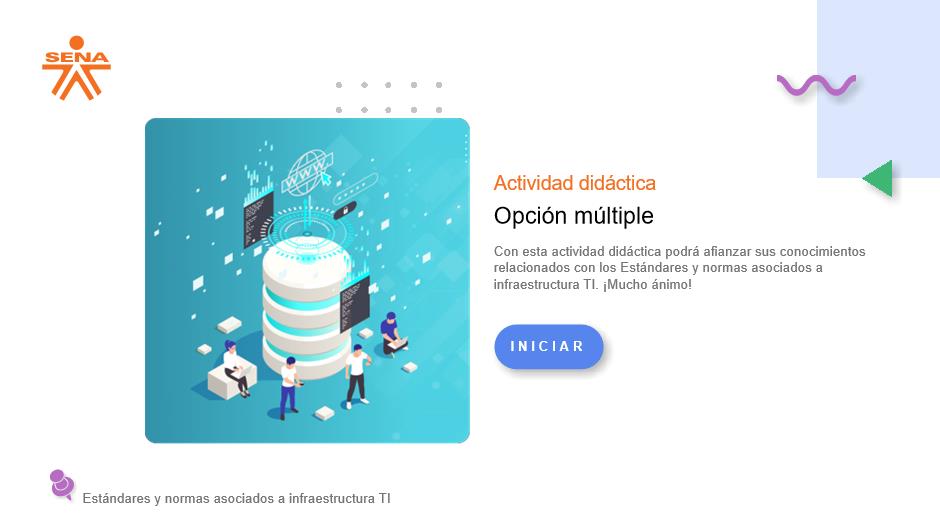 SENA
WWW
Actividad didáctica
Opción múltiple
Con esta actividad didáctica podrá afianzar sus conocimientos
relacionados con los Estándares y normas asociados a
infraestructura TI. ¡Mucho ánimo!
INICIAR
Estándares y normas asociados a infraestructura TI